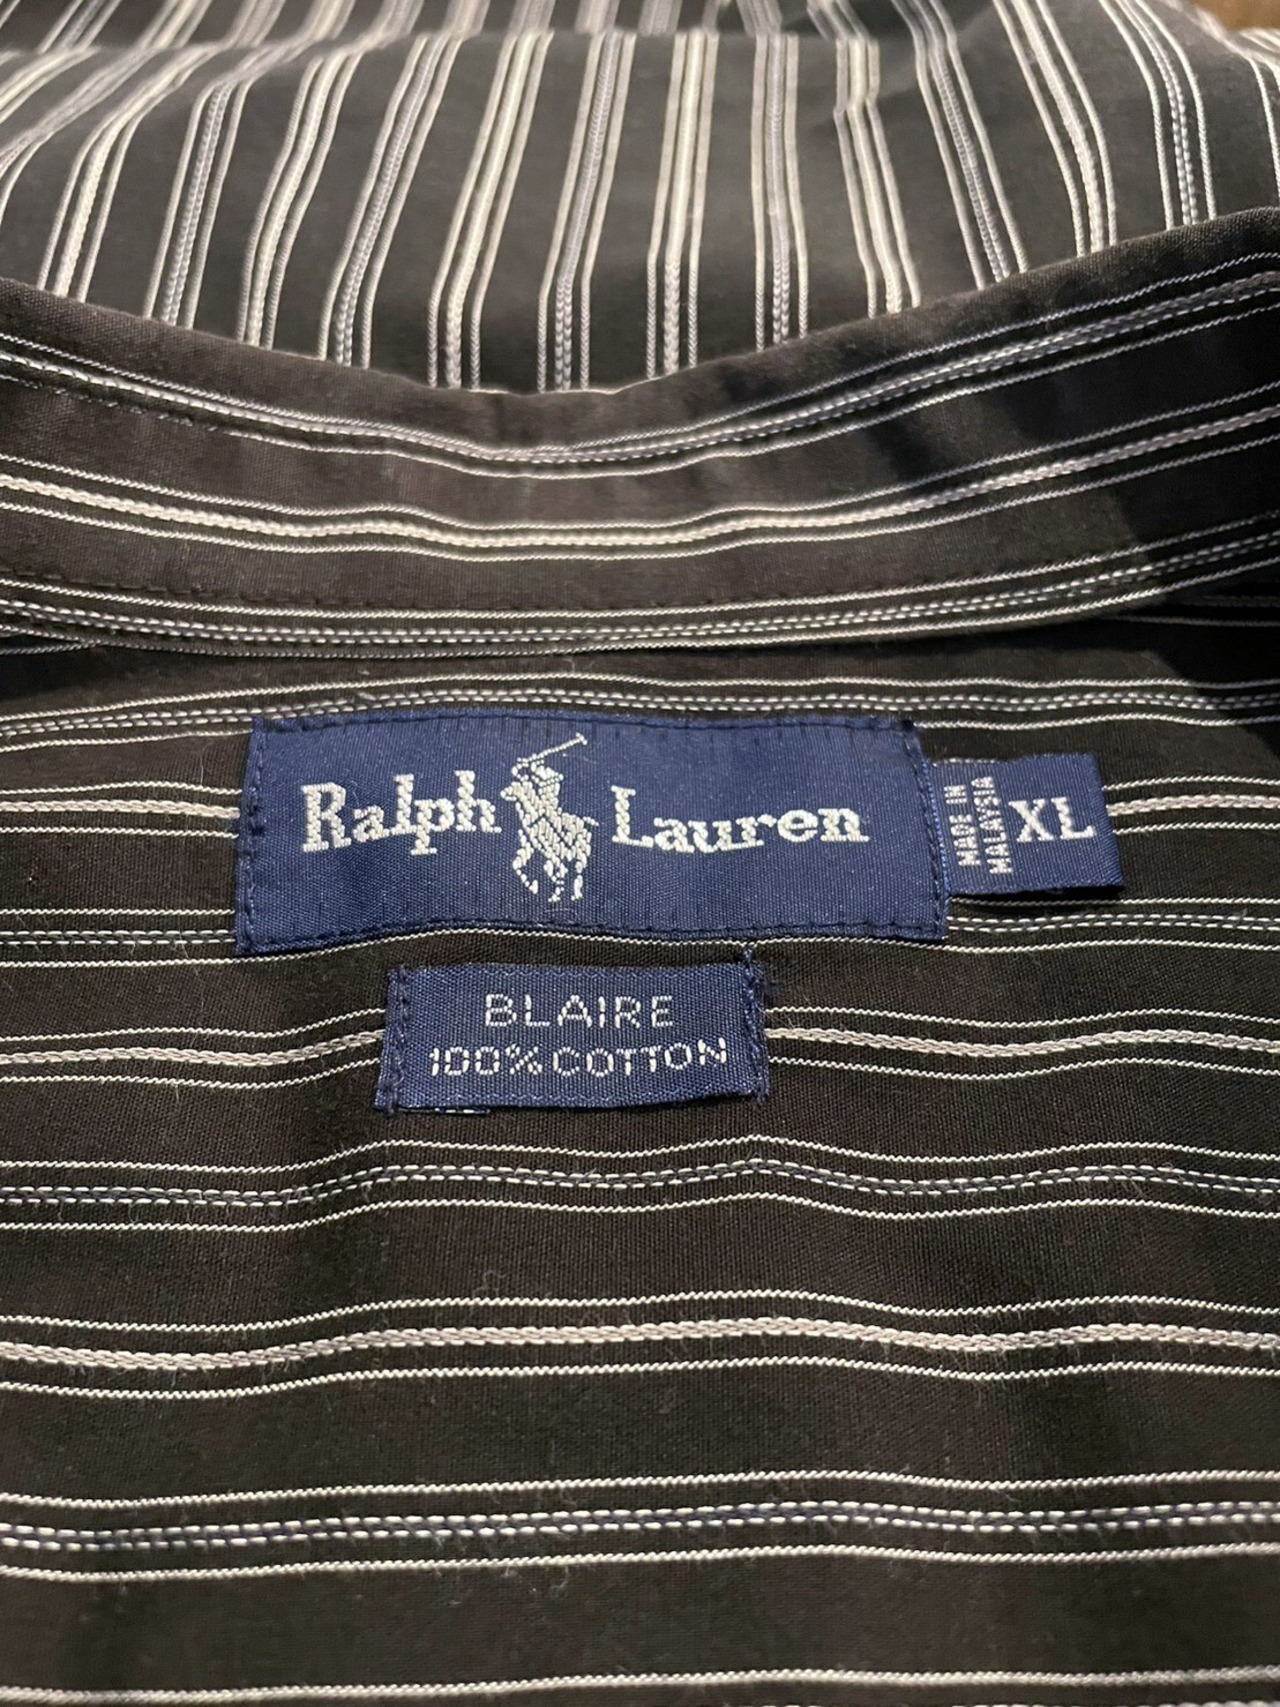 Ralph Lauren
MADE IN
MALAYSIA
XL
BLAIRE
100% COTTON